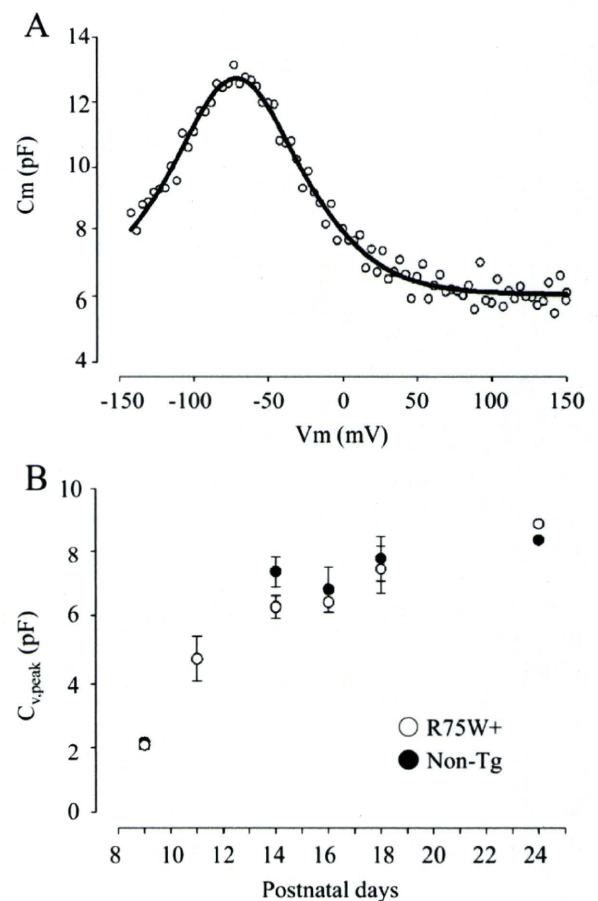 A
14
12
10
8
6
4
Cm (pF)
-150 -100 -50 0 50 100 150
Vm (mV)
B
10
8
6
4
2
0
Cv,peak (pF)
R75W+
Non-Tg
8 10 12 14 16 18 20 22 24
Postnatal days